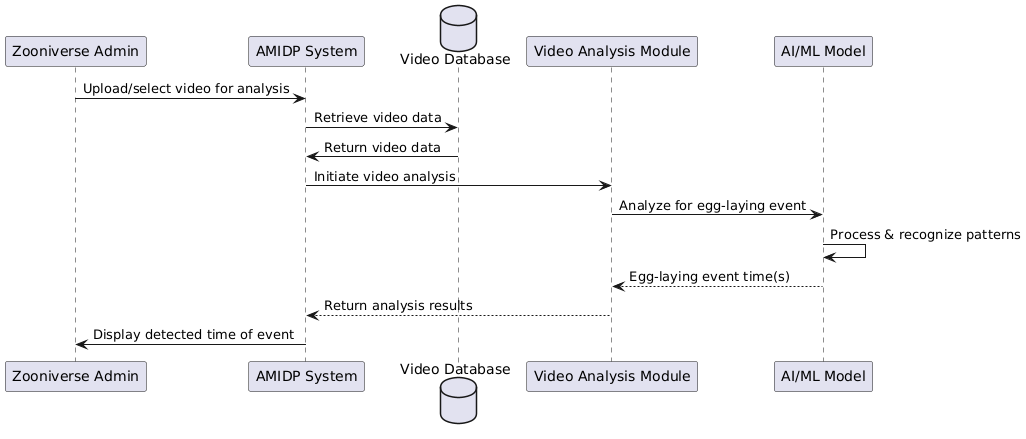 Zooniverse Admin
AMIDP System
Video Database
Video Analysis Module
AI/ML Model
Upload/select video for analysis
Retrieve video data
Return video data
Initiate video analysis
Analyze for egg-laying event
Process & recognize patterns
Egg-laying event time(s)
Return analysis results
Display detected time of event
Zooniverse Admin
AMIDP System
Video Database
Video Analysis Module
AI/ML Model